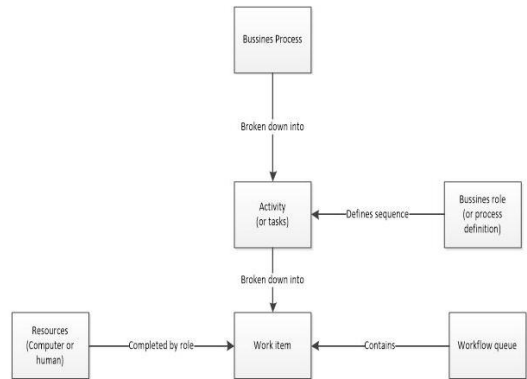 Bussines Process
Broken down into
Activity
(or tasks)
Defines sequence
Bussines role
(or process
definition)
Broken down into
Resources
(Computer or
human)
Completed by role
Work item
Contains
Workflow queue